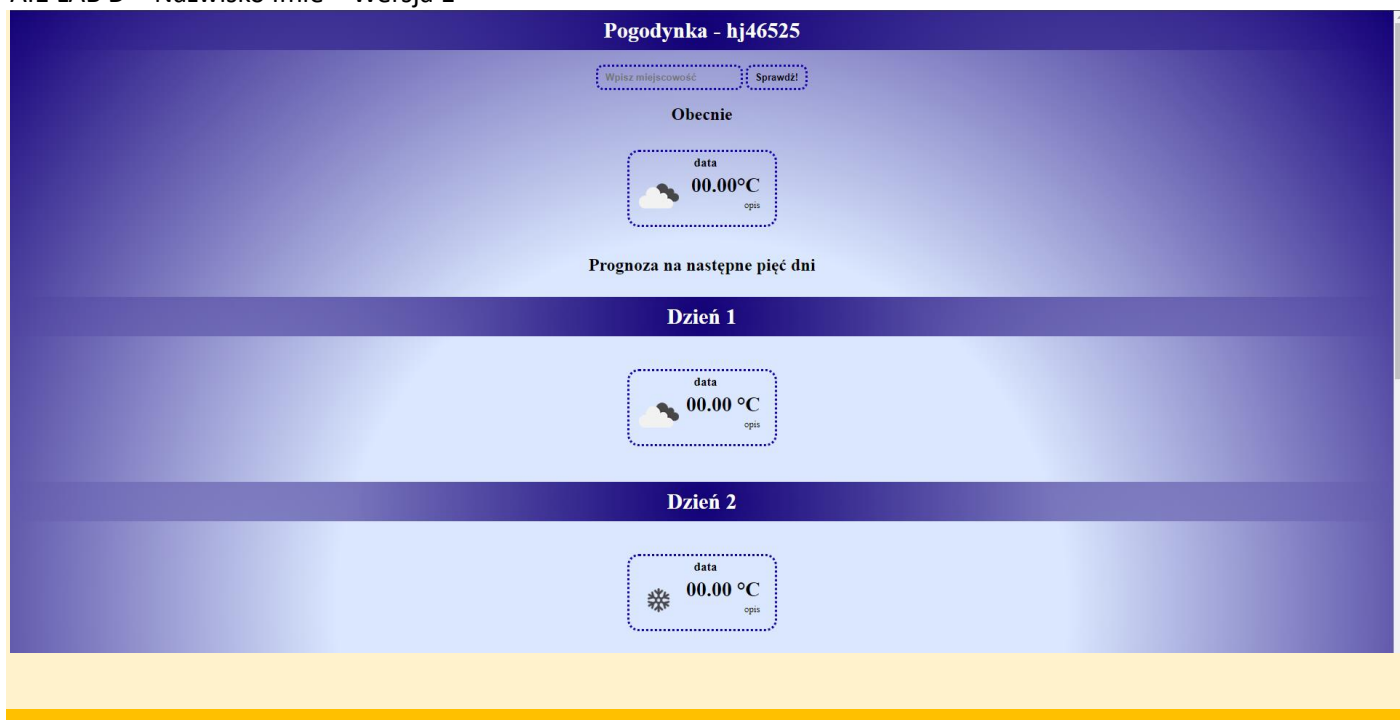 Pogodynka - hj46525
Wpisz miejscowość Sprawdź!
Obecnie
data
00.00°C
opis
Prognoza na następne pięć dni
Dzień 1
data
00.00 °C
opis
Dzień 2
data
00.00 °C
opis